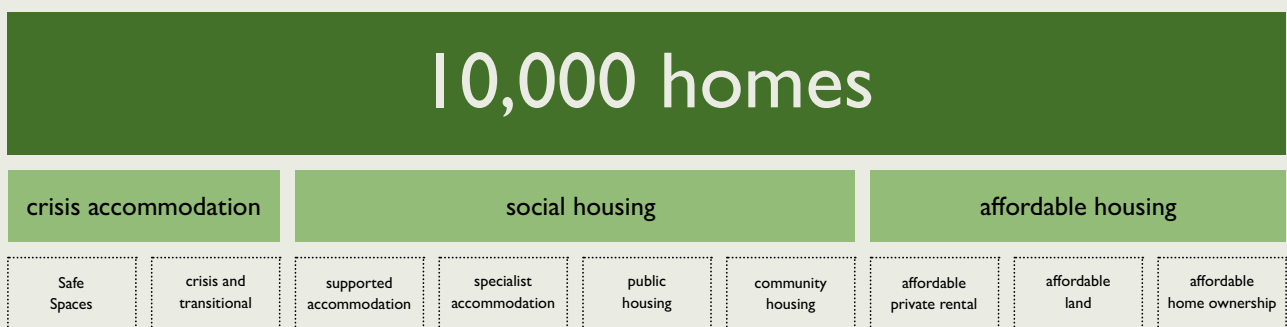 10,000 homes
crisis accommodation
social housing
affordable housing
Safe
Spaces
crisis and
transitional
supported
accommodation
specialist
accommodation
public
housing
community
housing
affordable
private rental
affordable
land
affordable
home ownership